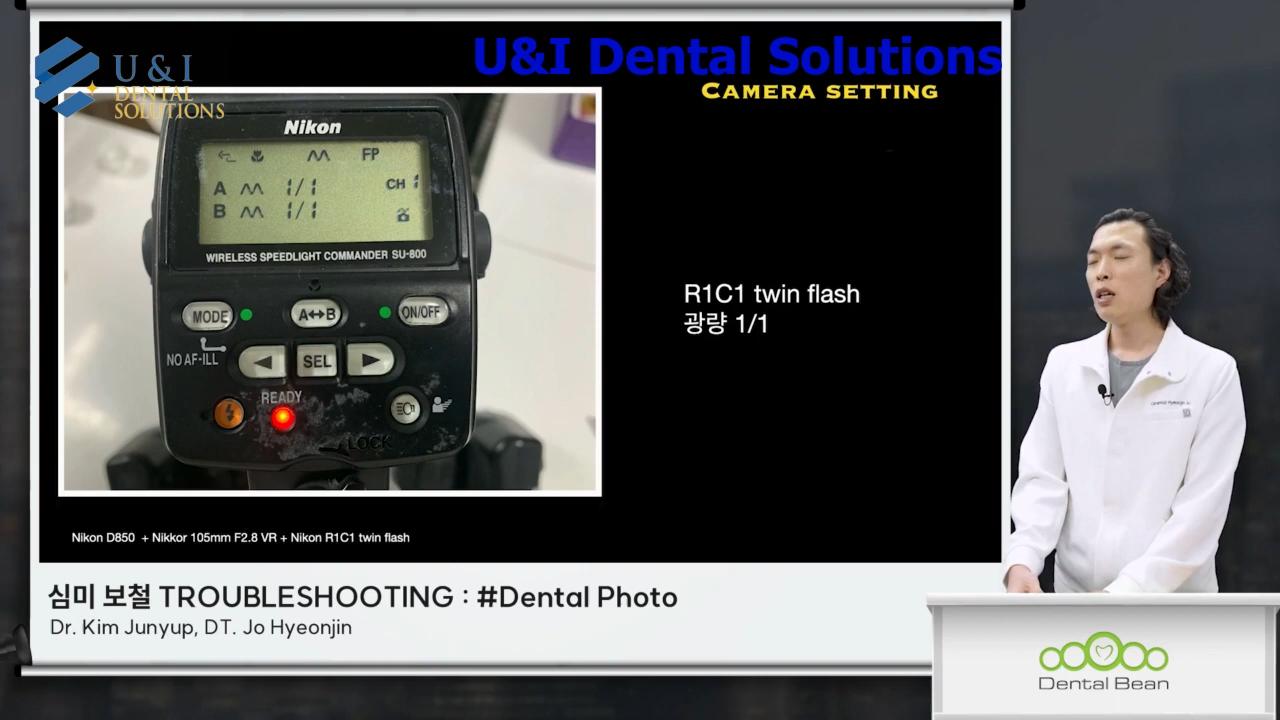 U&I Dental Solutions
U & I
DENTAL
SOLUTIONS
CAMERA SETTING
Nikon
FP
A 1/1 CH 1
B 1/1
WIRELESS SPEEDLIGHT COMMANDER SU-800
MODE A↔B ON/OFF
NO AF-ILL
SEL
READY
LOCK
R1C1 twin flash
광량 1/1
Nikon D850 + Nikkor 105mm F2.8 VR + Nikon R1C1 twin flash
심미 보철 TROUBLESHOOTING : #Dental Photo
Dr. Kim Junyup, DT. Jo Hyeonjin
Dental Bean